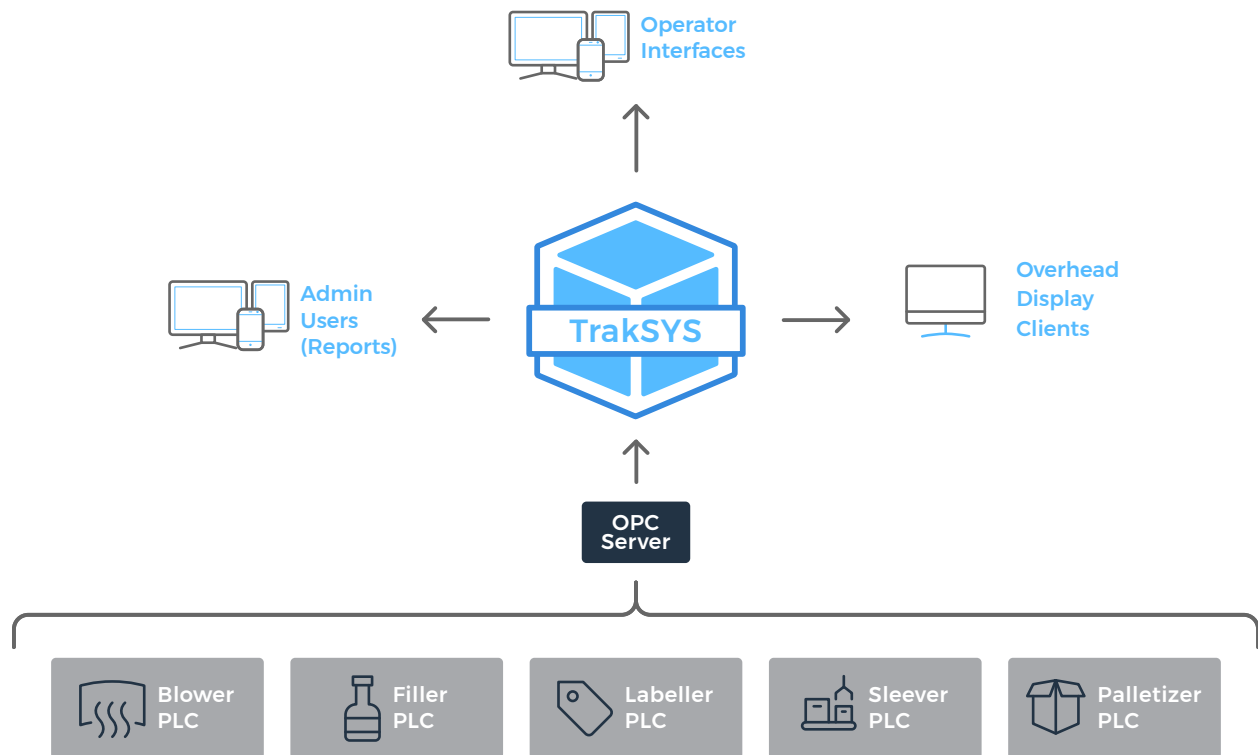 Operator
Interfaces
Admin
Users
(Reports)
TrakSYS
Overhead
Display
Clients
OPC
Server
Blower
PLC
Filler
PLC
Labeller
PLC
Sleever
PLC
Palletizer
PLC